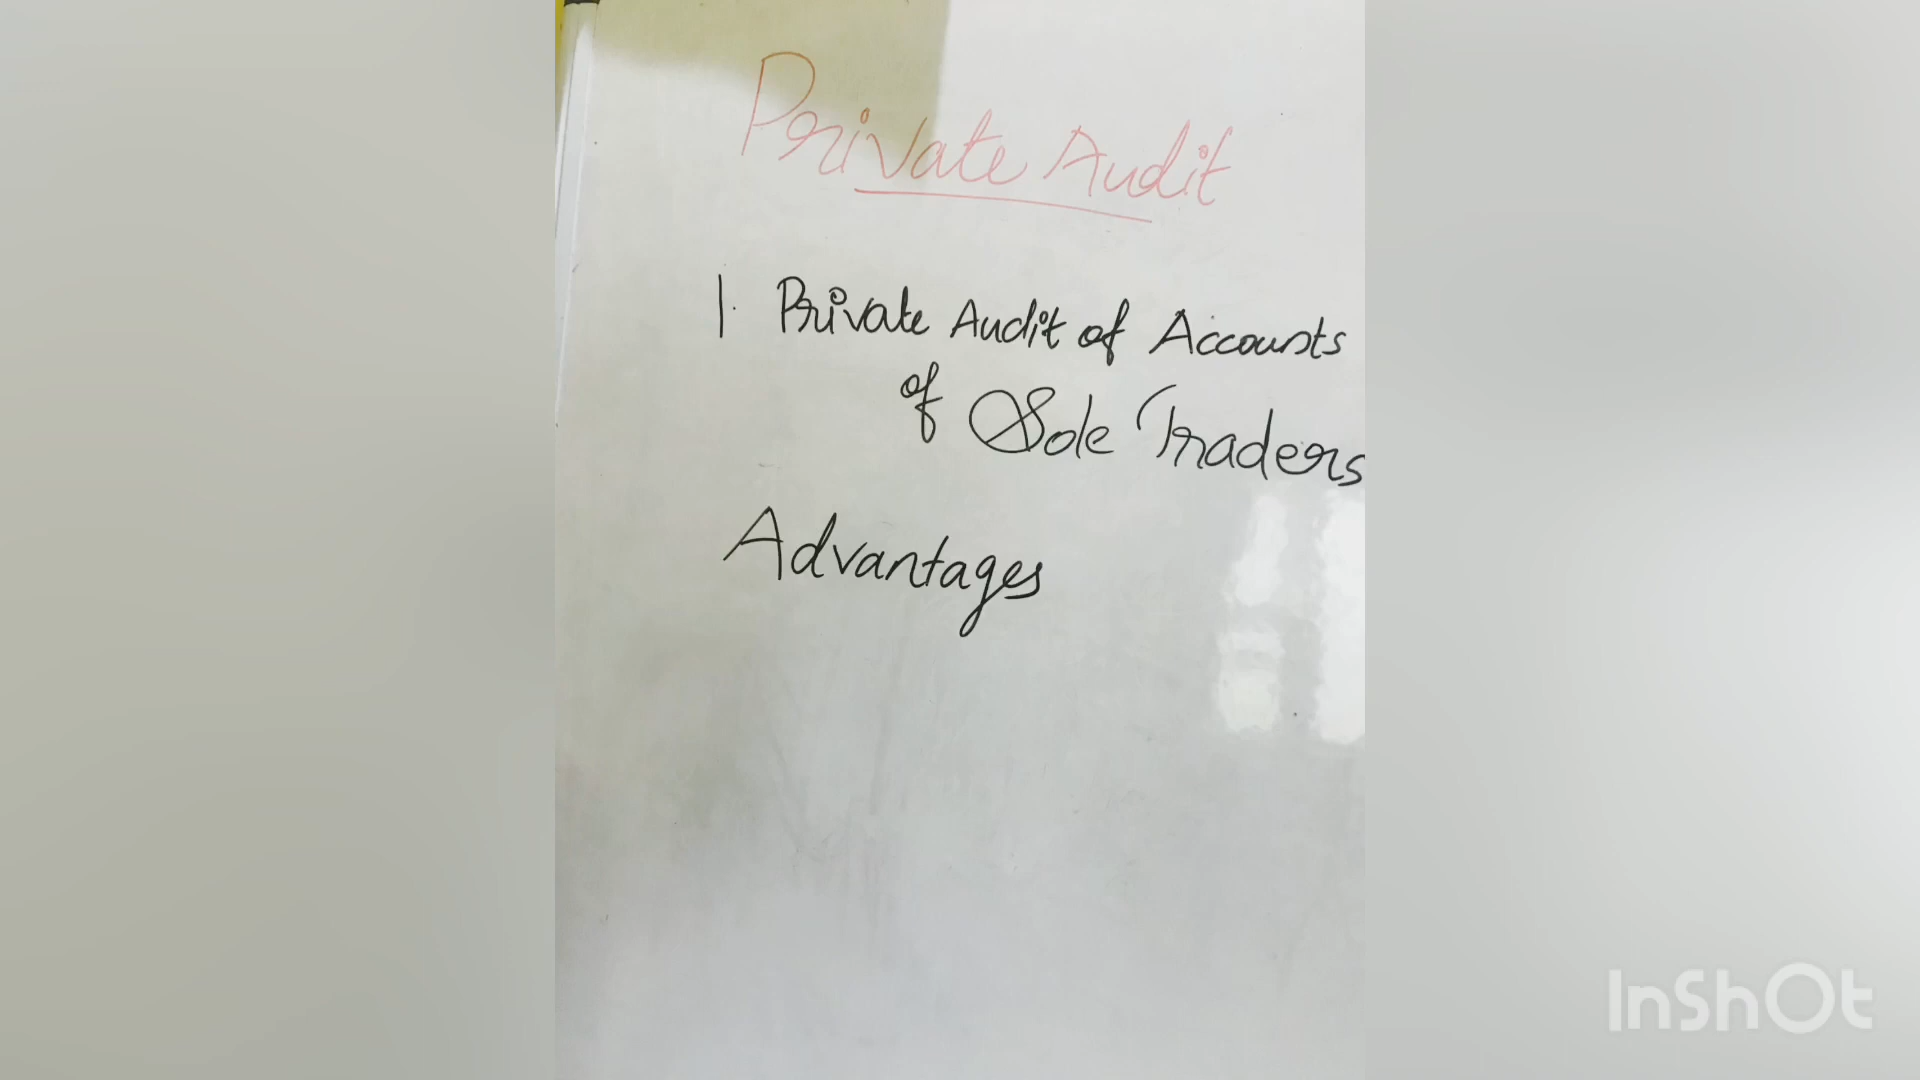 Private Audit
1. Private Audit of Accounts
of Sole Traders
Advantages
InShOt